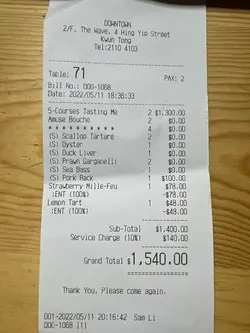 DOWNTOWN
2/F, The Wave, 4 Hing Yip Street
Kwun Tong
Tel:2110 4103
Table: 71 PAX: 2
Bill No.: 000-1068
Date: 2022/05/11 18:36:33
5-Courses Tasting Me 2 $1,300.00
Amuse Bouche 2 $0.00
********** 4 $0.00
(S) Scallop Tartare 2 $0.00
(S) Oyster 1 $0.00
(S) Duck Liver 1 $0.00
(S) Prawn Garganelli 2 $0.00
(S) Sea Bass 1 $0.00
(S) Pork Rack 1 $100.00
Strawberry Mille-Feu 1 $78.00
:ENT (100%) -$78.00
Lemon Tart 1 $48.00
:ENT (100%) -$48.00
Sub-Total $1,400.00
Service Charge (10%) $140.00
Grand Total $1,540.00
Thank You, Please come again.
001-2022/05/11 20:16:42 Sam Li
000-1068 (1)